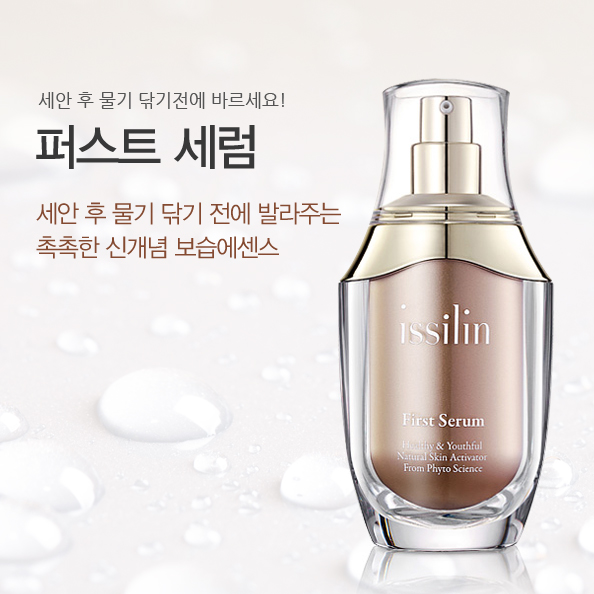 세안 후 물기 닦기전에 바르세요!
퍼스트 세럼
세안 후 물기 닦기 전에 발라주는
촉촉한 신개념 보습에센스
issilin
First Serum
Healthy & Youthful
Natural Skin Activator
From Phyto Science